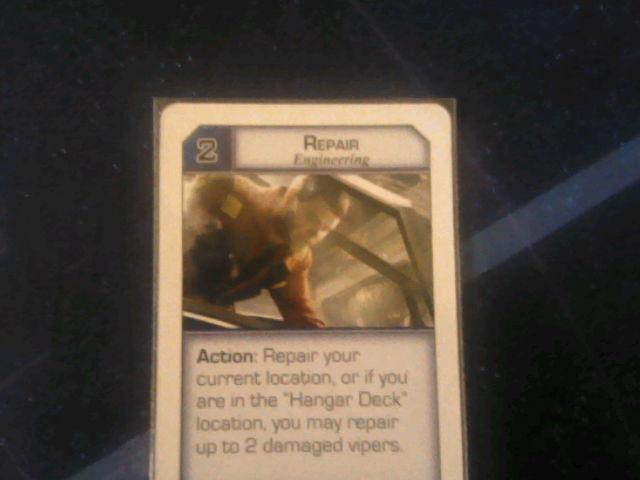 2
REPAIR
Engineering
Action: Repair your
current location, or if you
are in the "Hangar Deck"
location, you may repair
up to 2 damaged vipers.